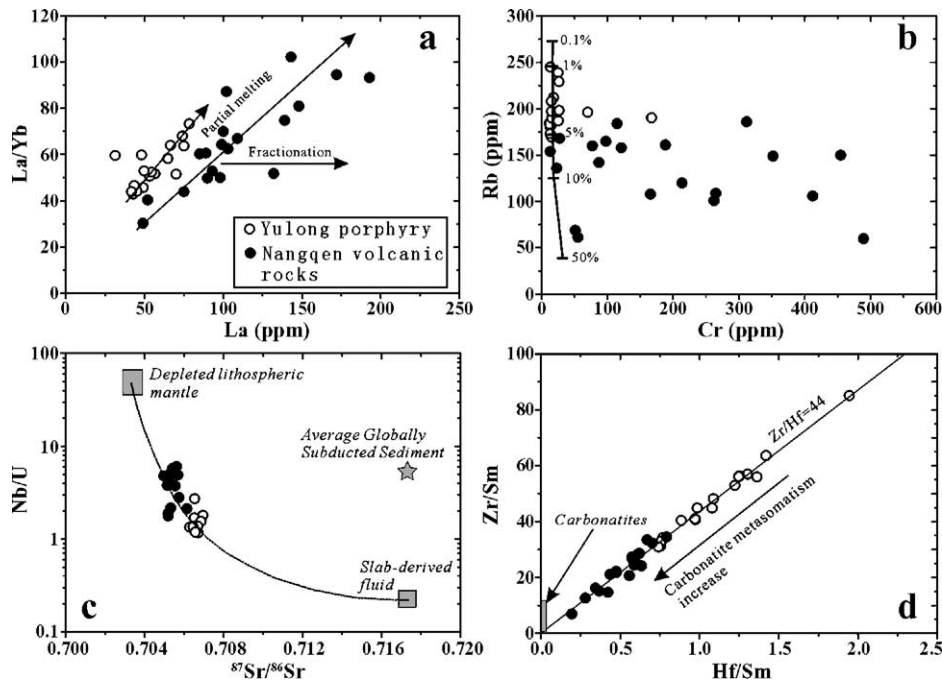 a
La/Yb
120
100
80
60
40
20
0
Partial melting
Fractionation
Yulong porphyry
Nangqen volcanic
rocks
0
50
100
150
200
250
La (ppm)
b
Rb (ppm)
300
250
200
150
100
50
0
0.1%
1%
5%
10%
50%
0
100
200
300
400
500
600
Cr (ppm)
c
Nb/U
100
10
1
0.1
Depleted lithospheric
mantle
Average Globally
Subducted Sediment
Slab-derived
fluid
0.700
0.704
0.708
0.712
0.716
0.720
87Sr/86Sr
d
Zr/Sm
100
80
60
40
20
0
Zr/Hf=44
Carbonatites
Carbonatite metasomatism
increase
0.0
0.5
1.0
1.5
2.0
2.5
Hf/Sm